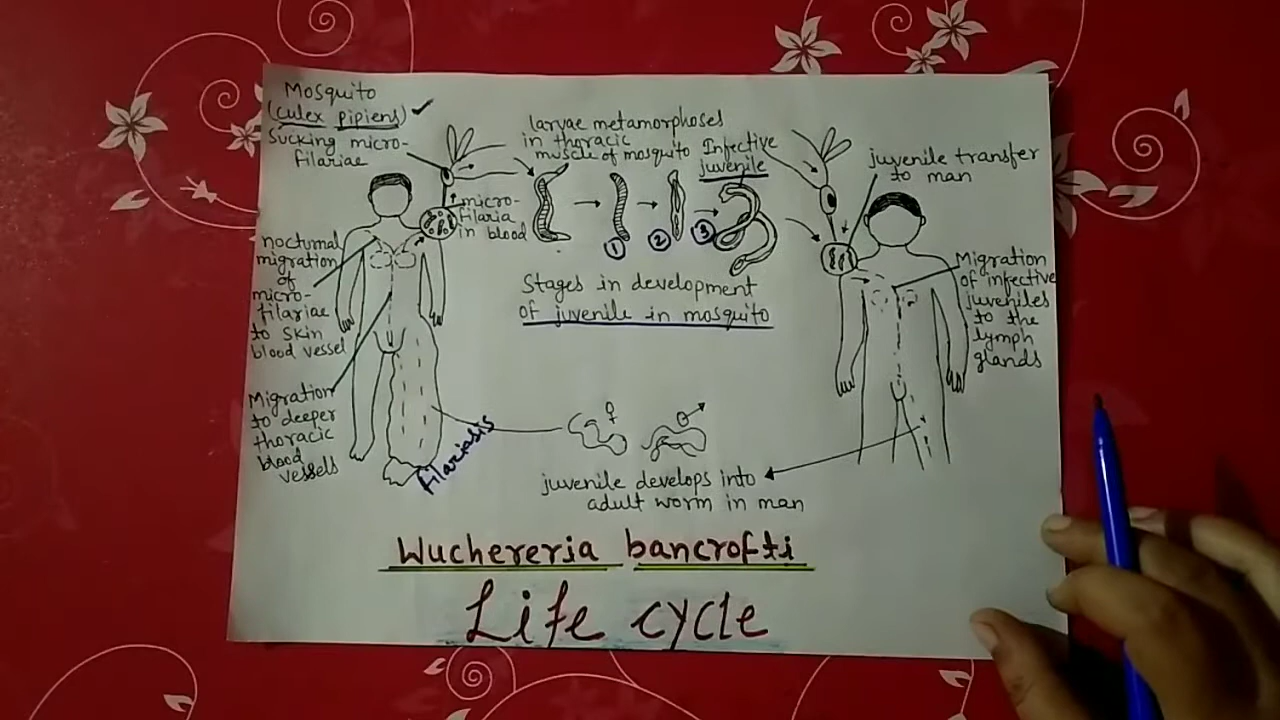 Mosquito
(culex pipiens) ✓
sucking micro-
filariae
micro-
filaria
in blood
nocturnal
migration
of
micro-
filariae
to skin
blood vessel
Migration
to deeper
thoracic
blood
vessels
filariasis
larvae metamorphoses
in thoracic
muscle of mosquito
Infective
juvenile
1
2
3
Stages in development
of juvenile in mosquito
juvenile transfer
to man
Migration
of infective
juveniles
to the
lymph
glands
♀ ♂
juvenile develops into
adult worm in man
Wuchereria bancrofti
Life cycle